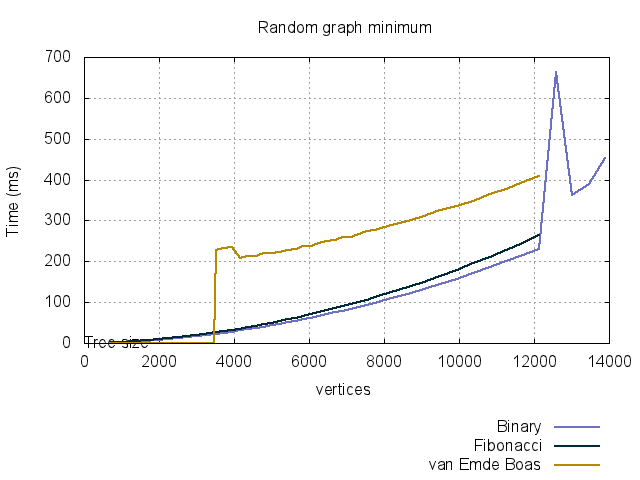 Random graph minimum
700
600
500
400
300
200
100
0
Time (ms)
Tree size
0 2000 4000 6000 8000 10000 12000 14000
vertices
Binary
Fibonacci
van Emde Boas